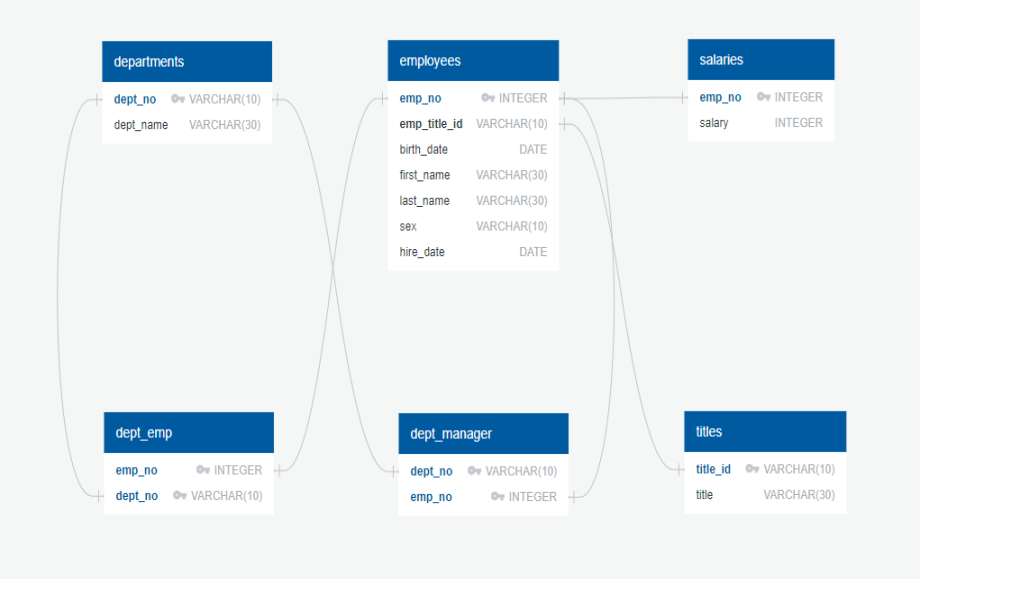 departments
dept_no VARCHAR(10)
dept_name VARCHAR(30)
employees
emp_no INTEGER
emp_title_id VARCHAR(10)
birth_date DATE
first_name VARCHAR(30)
last_name VARCHAR(30)
sex VARCHAR(10)
hire_date DATE
salaries
emp_no INTEGER
salary INTEGER
dept_emp
emp_no INTEGER
dept_no VARCHAR(10)
dept_manager
dept_no VARCHAR(10)
emp_no INTEGER
titles
title_id VARCHAR(10)
title VARCHAR(30)